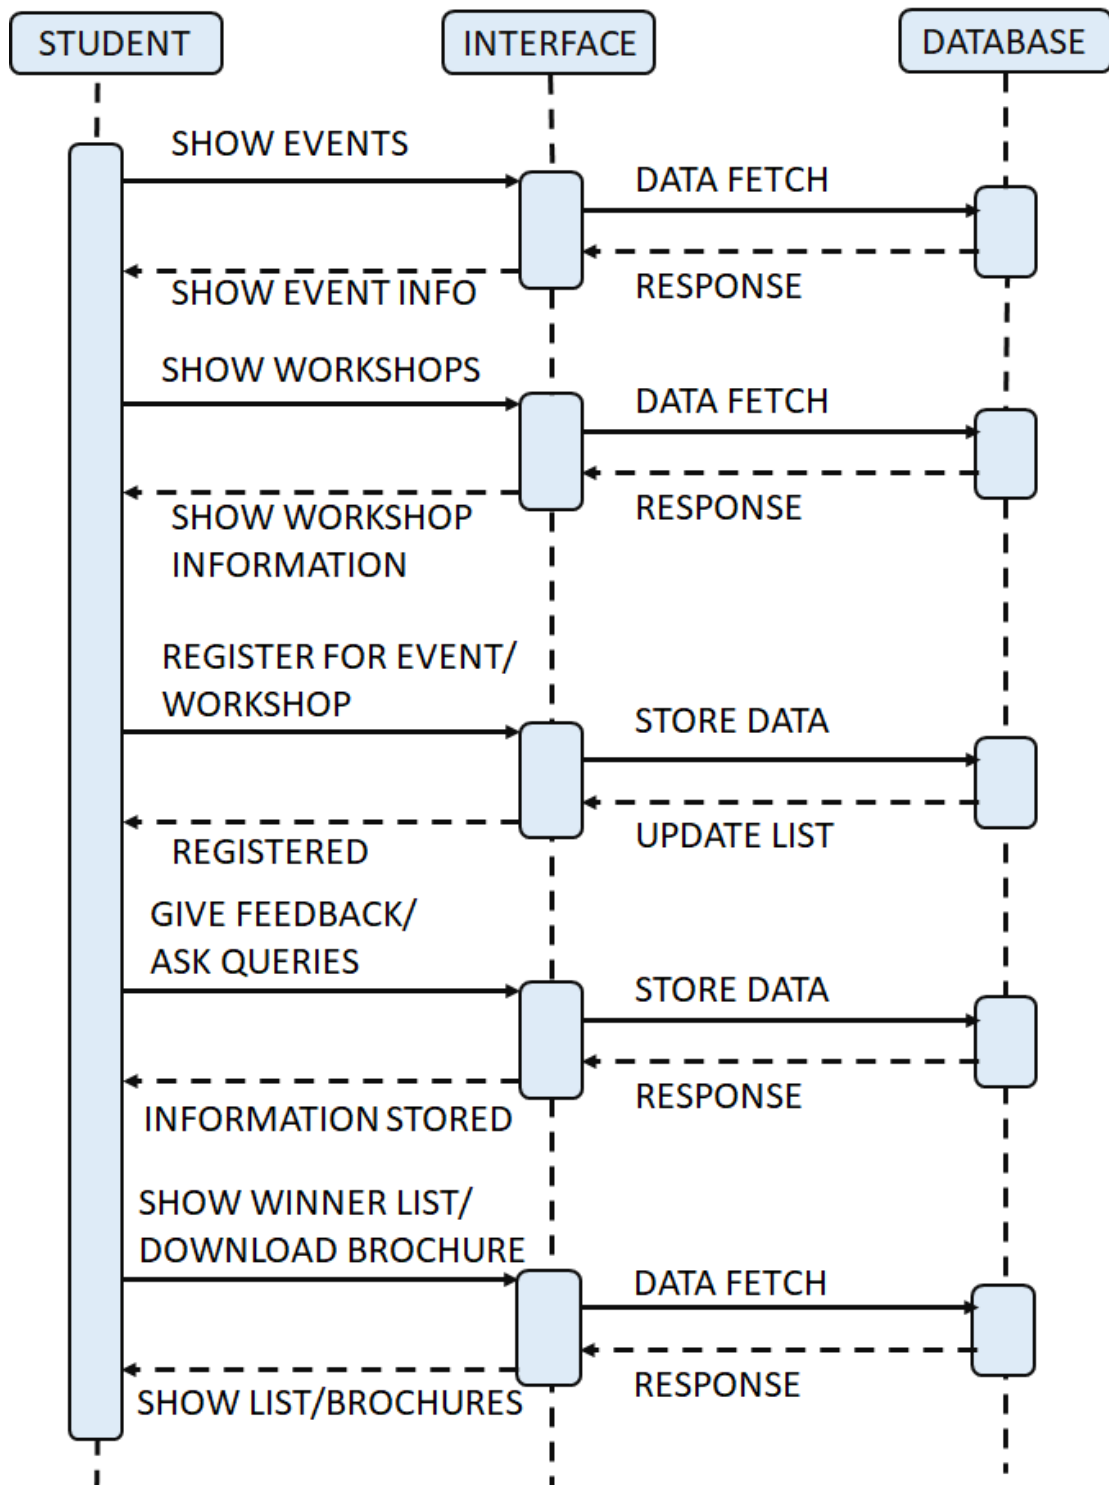 STUDENT
INTERFACE
DATABASE
SHOW EVENTS
DATA FETCH
RESPONSE
SHOW EVENT INFO
SHOW WORKSHOPS
DATA FETCH
RESPONSE
SHOW WORKSHOP
INFORMATION
REGISTER FOR EVENT/
WORKSHOP
STORE DATA
UPDATE LIST
REGISTERED
GIVE FEEDBACK/
ASK QUERIES
STORE DATA
RESPONSE
INFORMATION STORED
SHOW WINNER LIST/
DOWNLOAD BROCHURE
DATA FETCH
RESPONSE
SHOW LIST/BROCHURES